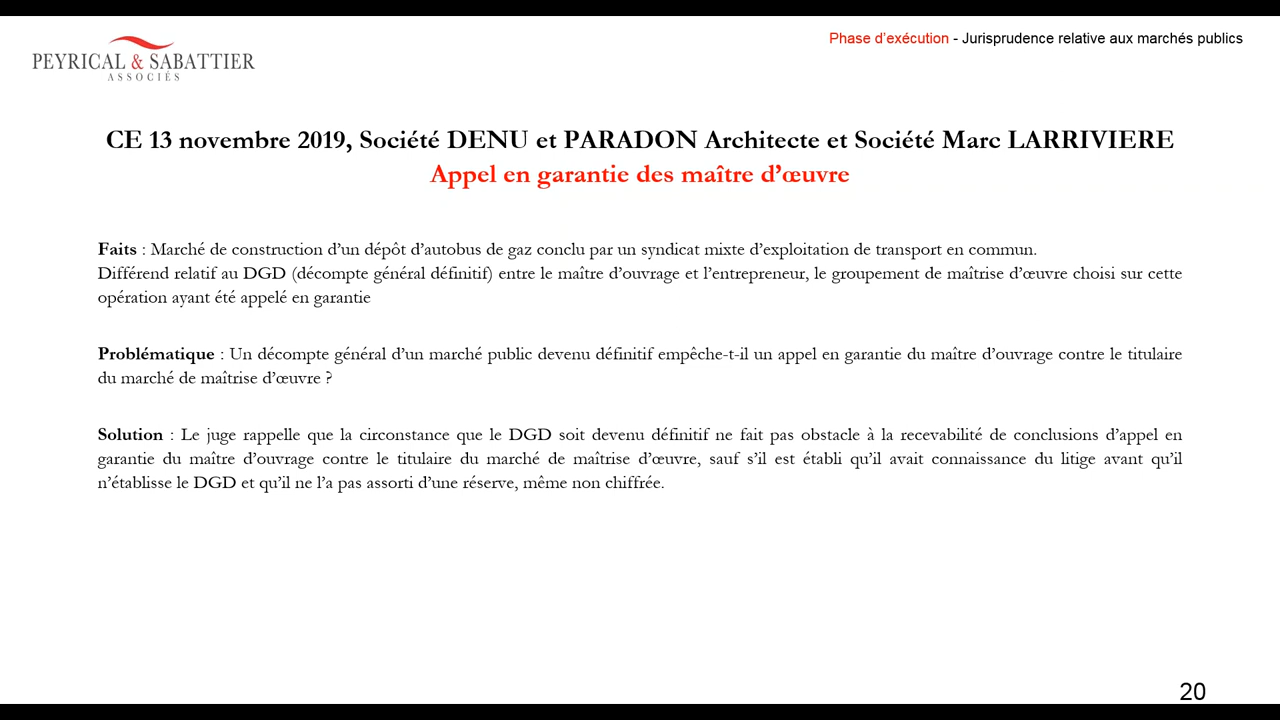 PEYRICAL & SABATTIER
ASSOCIÉS
Phase d’exécution - Jurisprudence relative aux marchés publics
CE 13 novembre 2019, Société DENU et PARADON Architecte et Société Marc LARRIVIERE
Appel en garantie des maître d’œuvre
Faits : Marché de construction d’un dépôt d’autobus de gaz conclu par un syndicat mixte d’exploitation de transport en commun.
Différend relatif au DGD (décompte général définitif) entre le maître d’ouvrage et l’entrepreneur, le groupement de maîtrise d’œuvre choisi sur cette
opération ayant été appelé en garantie
Problématique : Un décompte général d’un marché public devenu définitif empêche-t-il un appel en garantie du maître d’ouvrage contre le titulaire
du marché de maîtrise d’œuvre ?
Solution : Le juge rappelle que la circonstance que le DGD soit devenu définitif ne fait pas obstacle à la recevabilité de conclusions d’appel en
garantie du maître d’ouvrage contre le titulaire du marché de maîtrise d’œuvre, sauf s’il est établi qu’il avait connaissance du litige avant qu’il
n’établisse le DGD et qu’il ne l’a pas assorti d’une réserve, même non chiffrée.
20